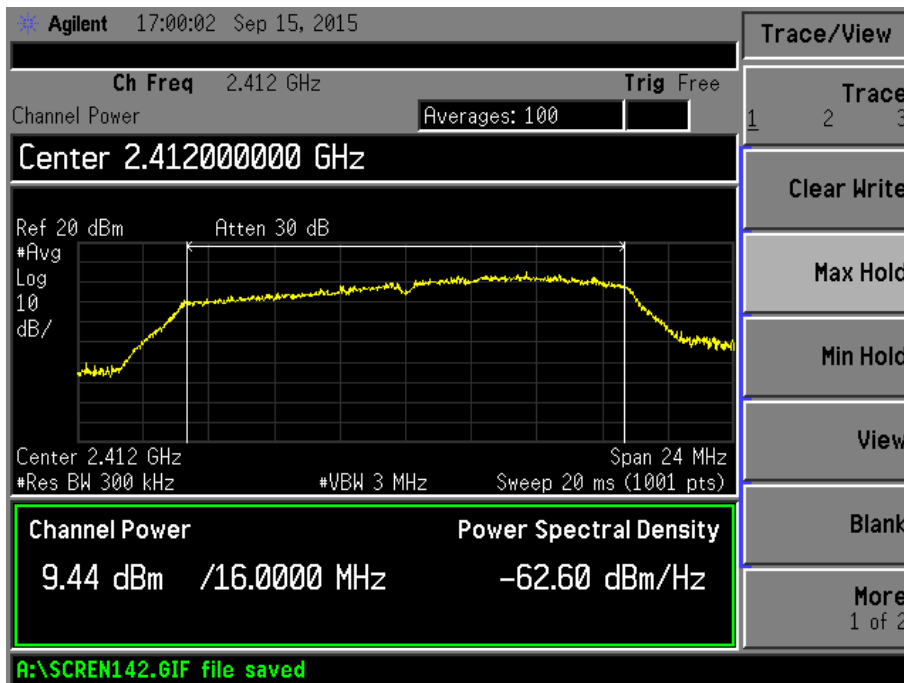 Agilent 17:00:02 Sep 15, 2015
Trace/View
Ch Freq 2.412 GHz Trig Free
Channel Power
Averages: 100
Trace
1 2 3
Center 2.412000000 GHz
Clear Write
Ref 20 dBm Atten 30 dB
#Avg
Log
10
dB/
Max Hold
Min Hold
View
Center 2.412 GHz Span 24 MHz
#Res BW 300 kHz #VBW 3 MHz Sweep 20 ms (1001 pts)
Channel Power Power Spectral Density
9.44 dBm /16.0000 MHz -62.60 dBm/Hz
Blank
More
1 of 2
A:\SCREN142.GIF file saved